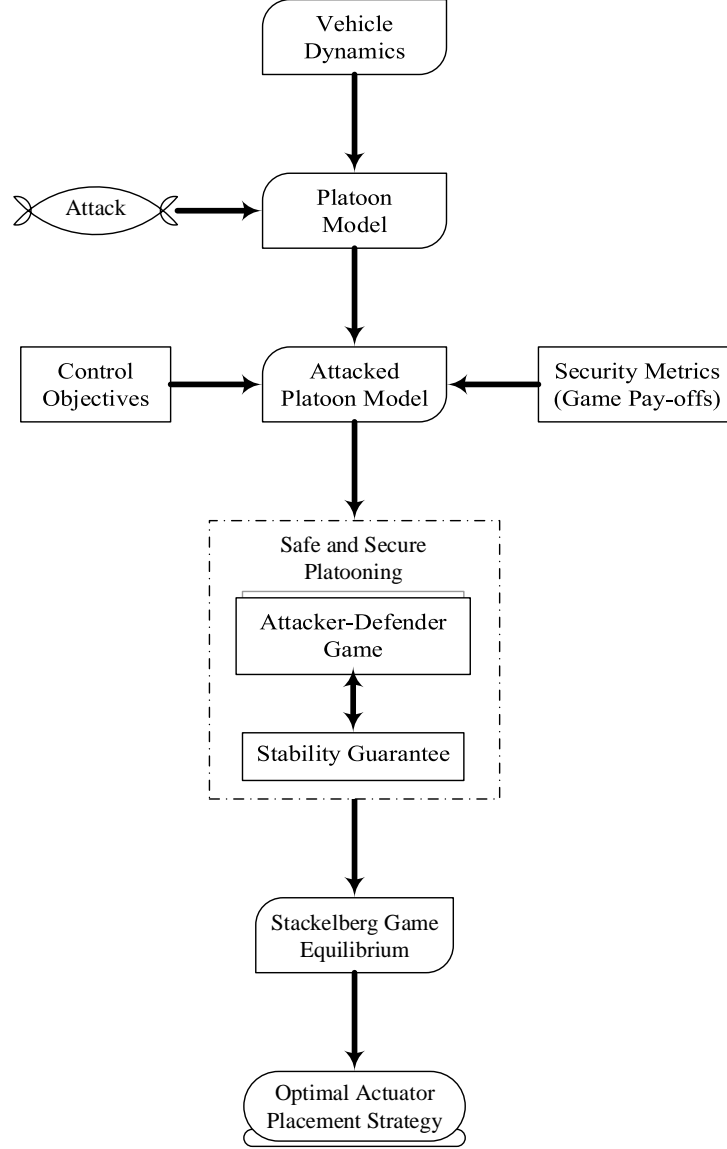 Vehicle
Dynamics
Attack
Platoon
Model
Control
Objectives
Attacked
Platoon Model
Security Metrics
(Game Pay-offs)
Safe and Secure
Platooning
Attacker-Defender
Game
Stability Guarantee
Stackelberg Game
Equilibrium
Optimal Actuator
Placement Strategy